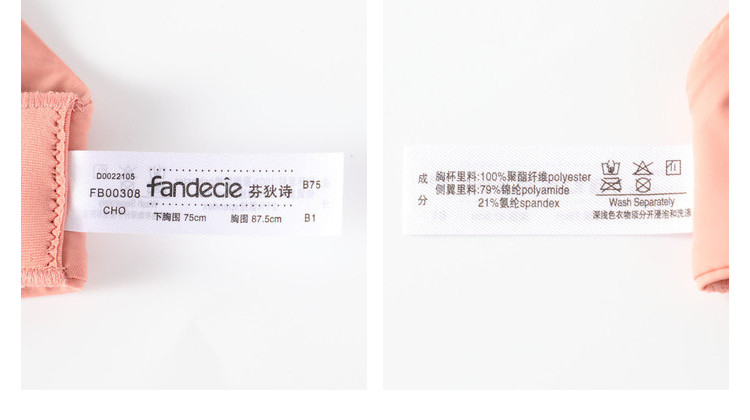 D0022105
FB00308
CHO
fandecie 芬狄诗
下胸围 75cm 胸围 87.5cm
B75
B1
成分
胸杯里料:100%聚酯纤维polyester
侧翼里料:79%锦纶polyamide
21%氨纶spandex
Wash Separately
深浅色衣物须分开浸泡和洗涤